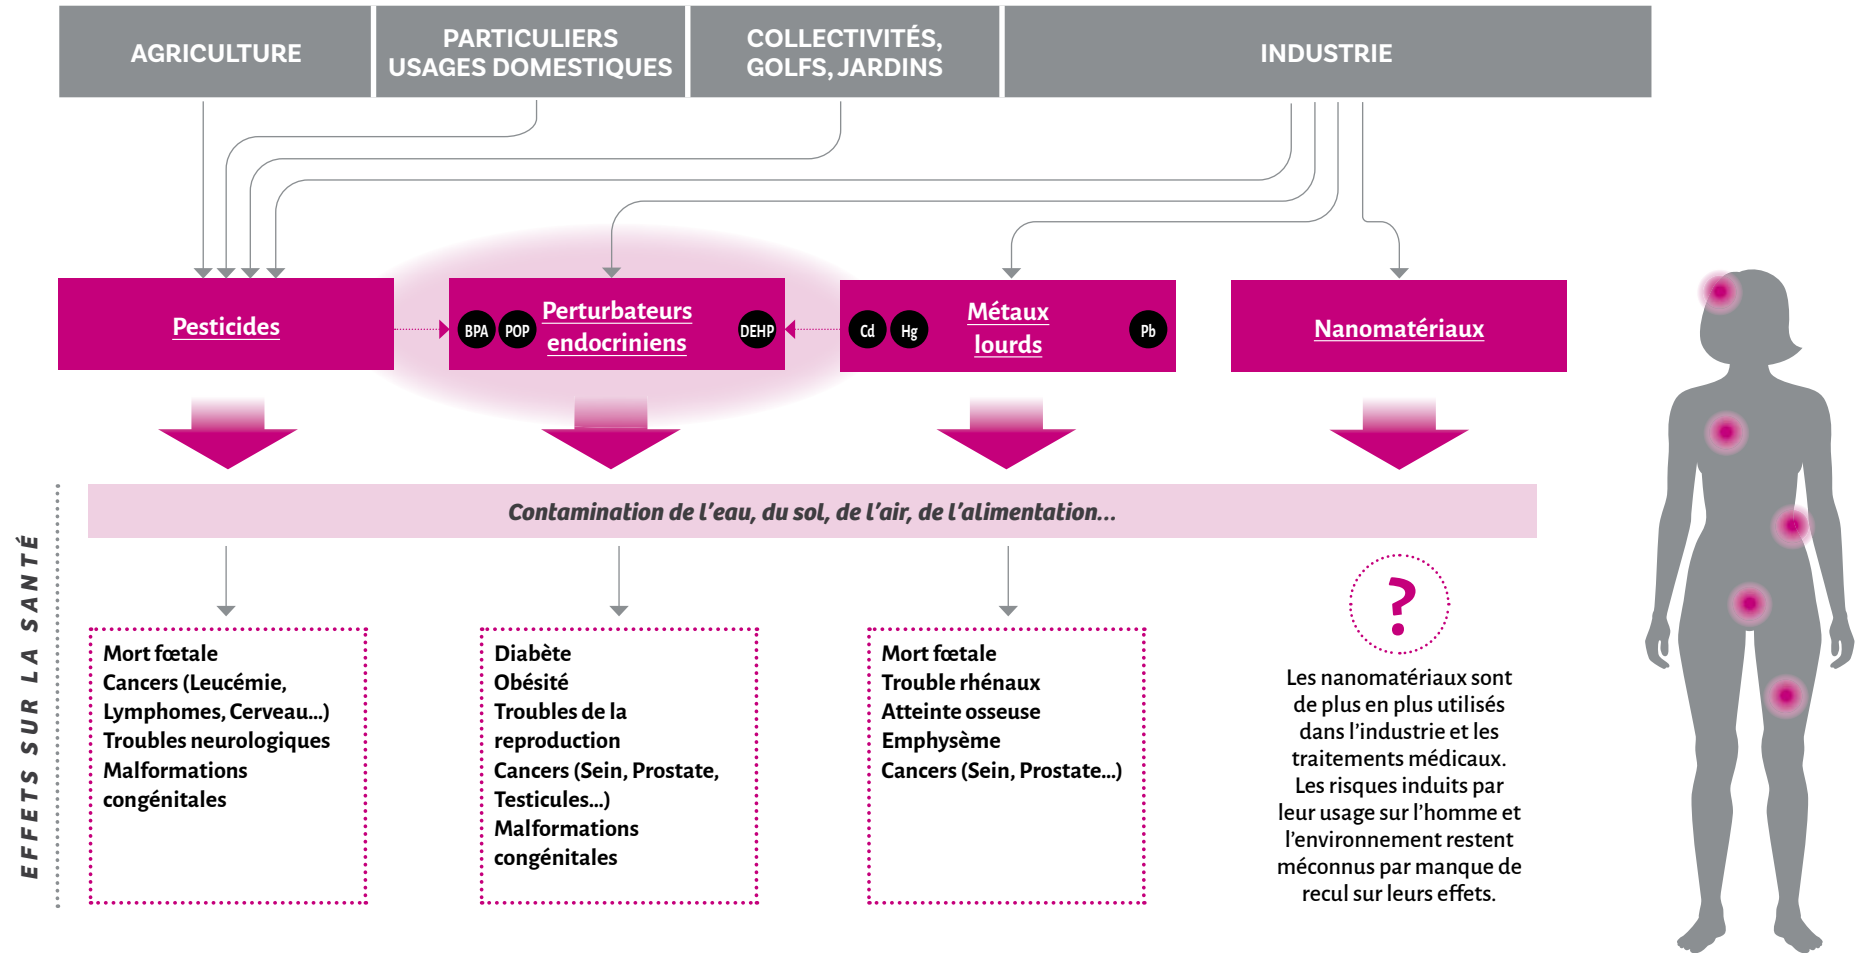 AGRICULTURE
PARTICULIERS
USAGES DOMESTIQUES
COLLECTIVITÉS,
GOLFS, JARDINS
INDUSTRIE
Pesticides
BPA
POP
Perturbateurs
endocriniens
DEHP
Cd
Hg
Métaux
lourds
Pb
Nanomatériaux
EFFETS SUR LA SANTÉ
Contamination de l'eau, du sol, de l'air, de l'alimentation...
Mort fœtale
Cancers (Leucémie,
Lymphomes, Cerveau...)
Troubles neurologiques
Malformations
congénitales
Diabète
Obésité
Troubles de la
reproduction
Cancers (Sein, Prostate,
Testicules...)
Malformations
congénitales
Mort fœtale
Trouble rhénaux
Atteinte osseuse
Emphysème
Cancers (Sein, Prostate...)
?
Les nanomatériaux sont
de plus en plus utilisés
dans l'industrie et les
traitements médicaux.
Les risques induits par
leur usage sur l'homme et
l'environnement restent
méconnus par manque de
recul sur leurs effets.